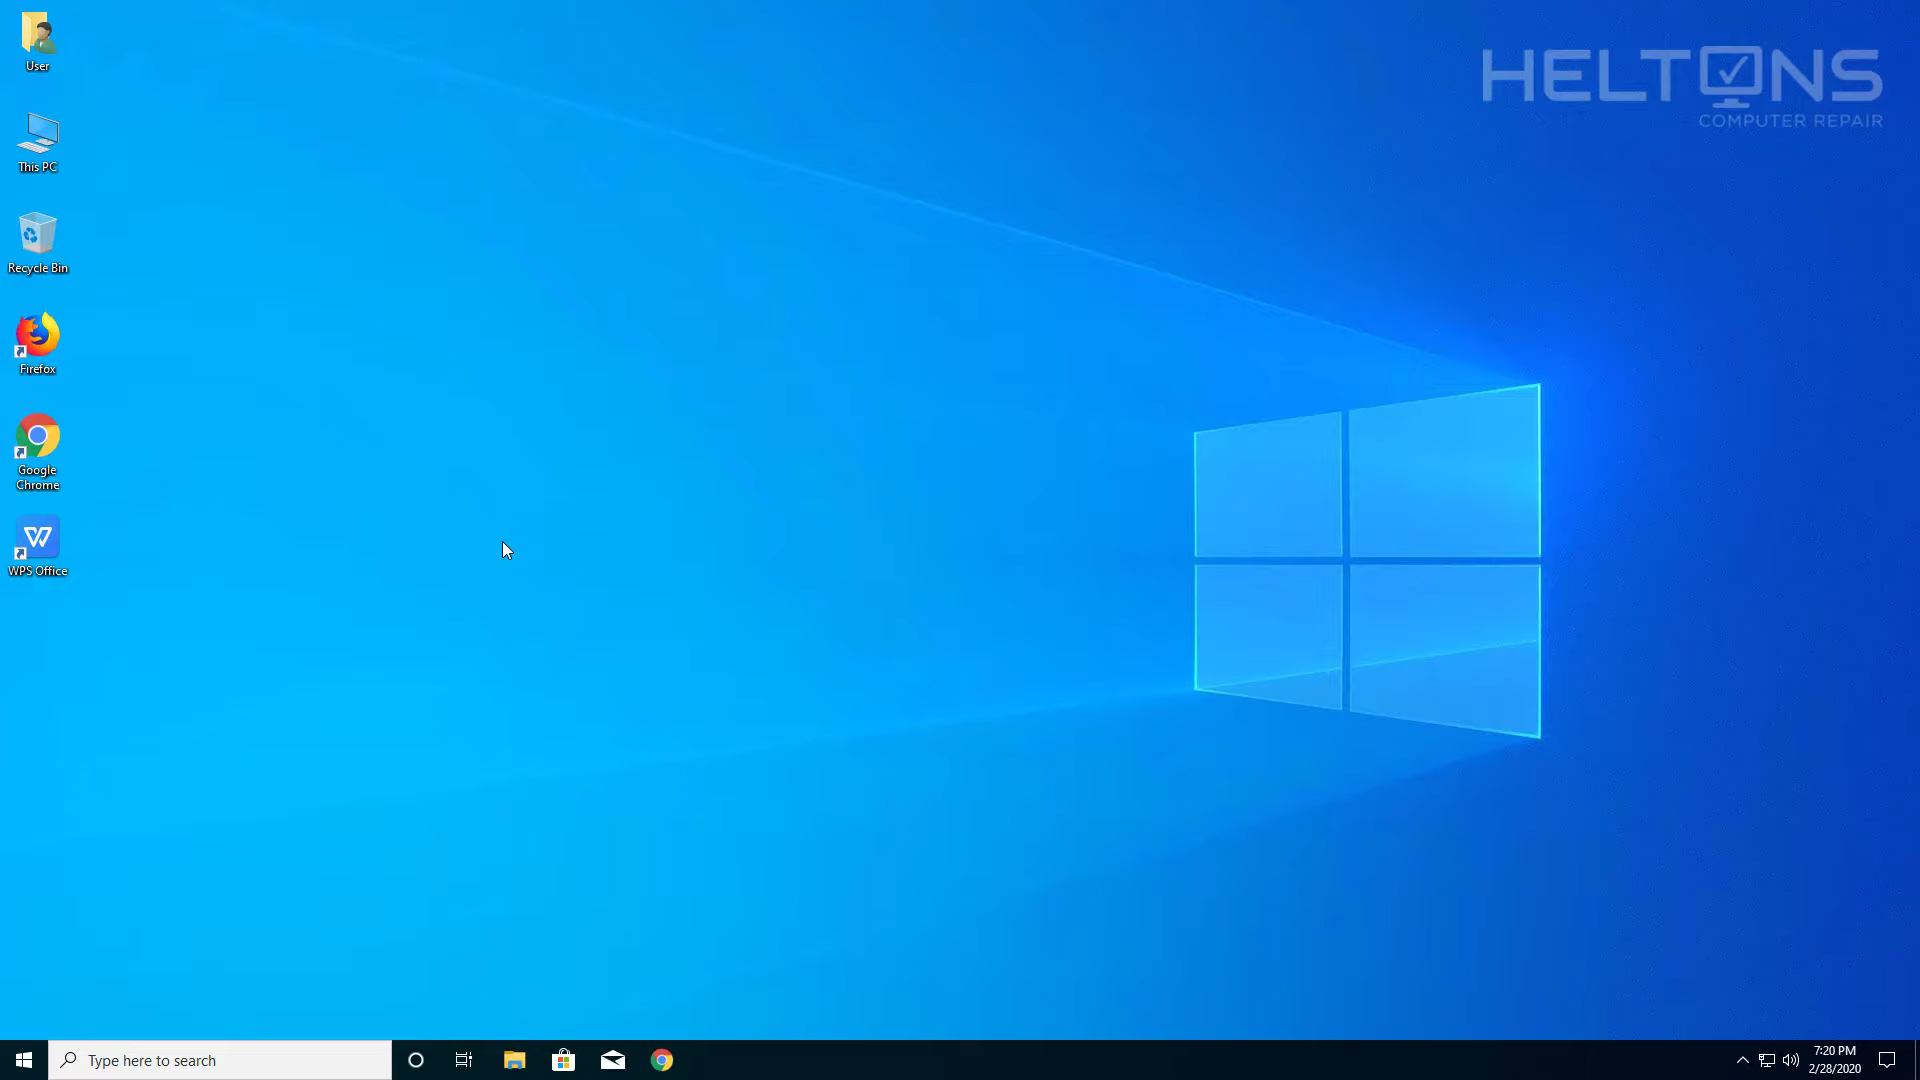 User
This PC
Recycle Bin
Firefox
Google
Chrome
WPS Office
HELTONS
COMPUTER REPAIR
Type here to search
7:20 PM
2/28/2020